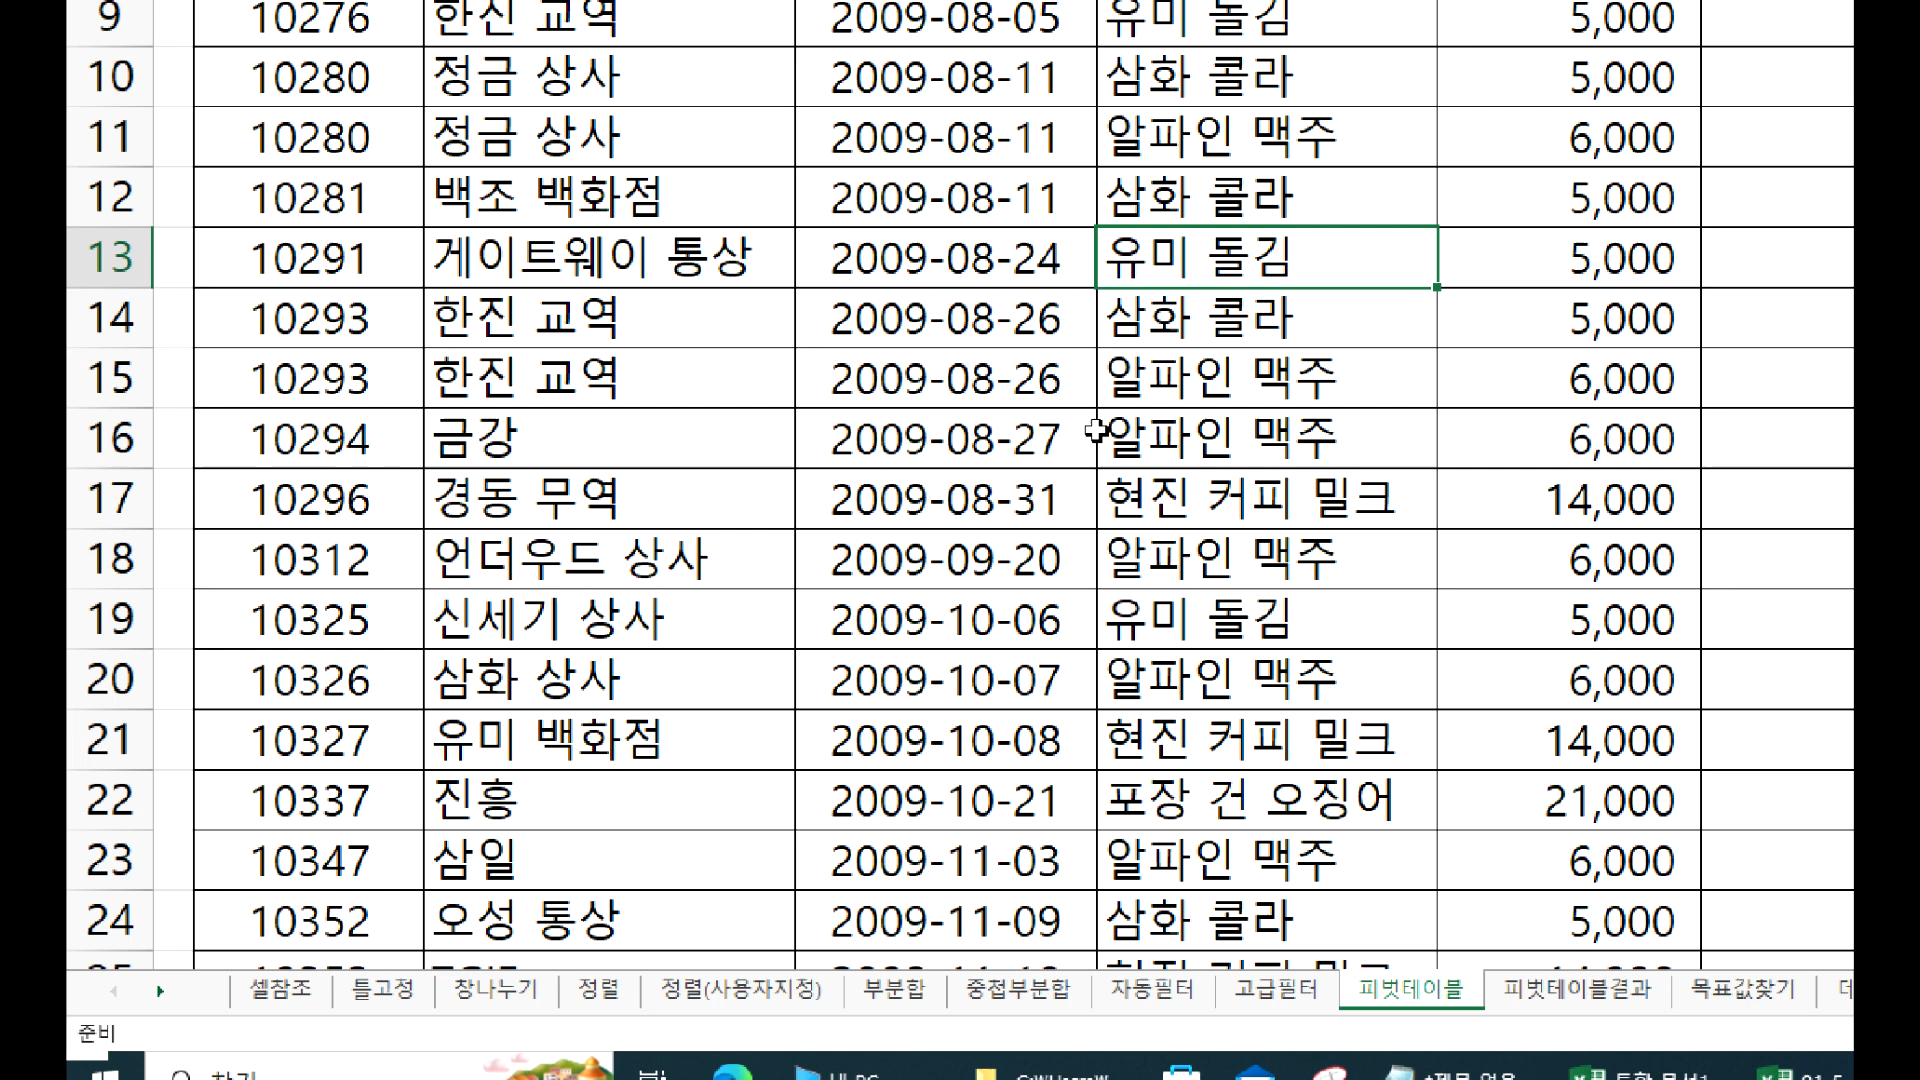 9 10276 한진 교역 2009-08-05 유미 돌김 5,000
10 10280 정금 상사 2009-08-11 삼화 콜라 5,000
11 10280 정금 상사 2009-08-11 알파인 맥주 6,000
12 10281 백조 백화점 2009-08-11 삼화 콜라 5,000
13 10291 게이트웨이 통상 2009-08-24 유미 돌김 5,000
14 10293 한진 교역 2009-08-26 삼화 콜라 5,000
15 10293 한진 교역 2009-08-26 알파인 맥주 6,000
16 10294 금강 2009-08-27 알파인 맥주 6,000
17 10296 경동 무역 2009-08-31 현진 커피 밀크 14,000
18 10312 언더우드 상사 2009-09-20 알파인 맥주 6,000
19 10325 신세기 상사 2009-10-06 유미 돌김 5,000
20 10326 삼화 상사 2009-10-07 알파인 맥주 6,000
21 10327 유미 백화점 2009-10-08 현진 커피 밀크 14,000
22 10337 진흥 2009-10-21 포장 건 오징어 21,000
23 10347 삼일 2009-11-03 알파인 맥주 6,000
24 10352 오성 통상 2009-11-09 삼화 콜라 5,000
셀참조 틀고정 창나누기 정렬 정렬(사용자지정) 부분합 중첩부분합 자동필터 고급필터 피벗테이블 피벗테이블결과 목표값찾기
준비
찾기